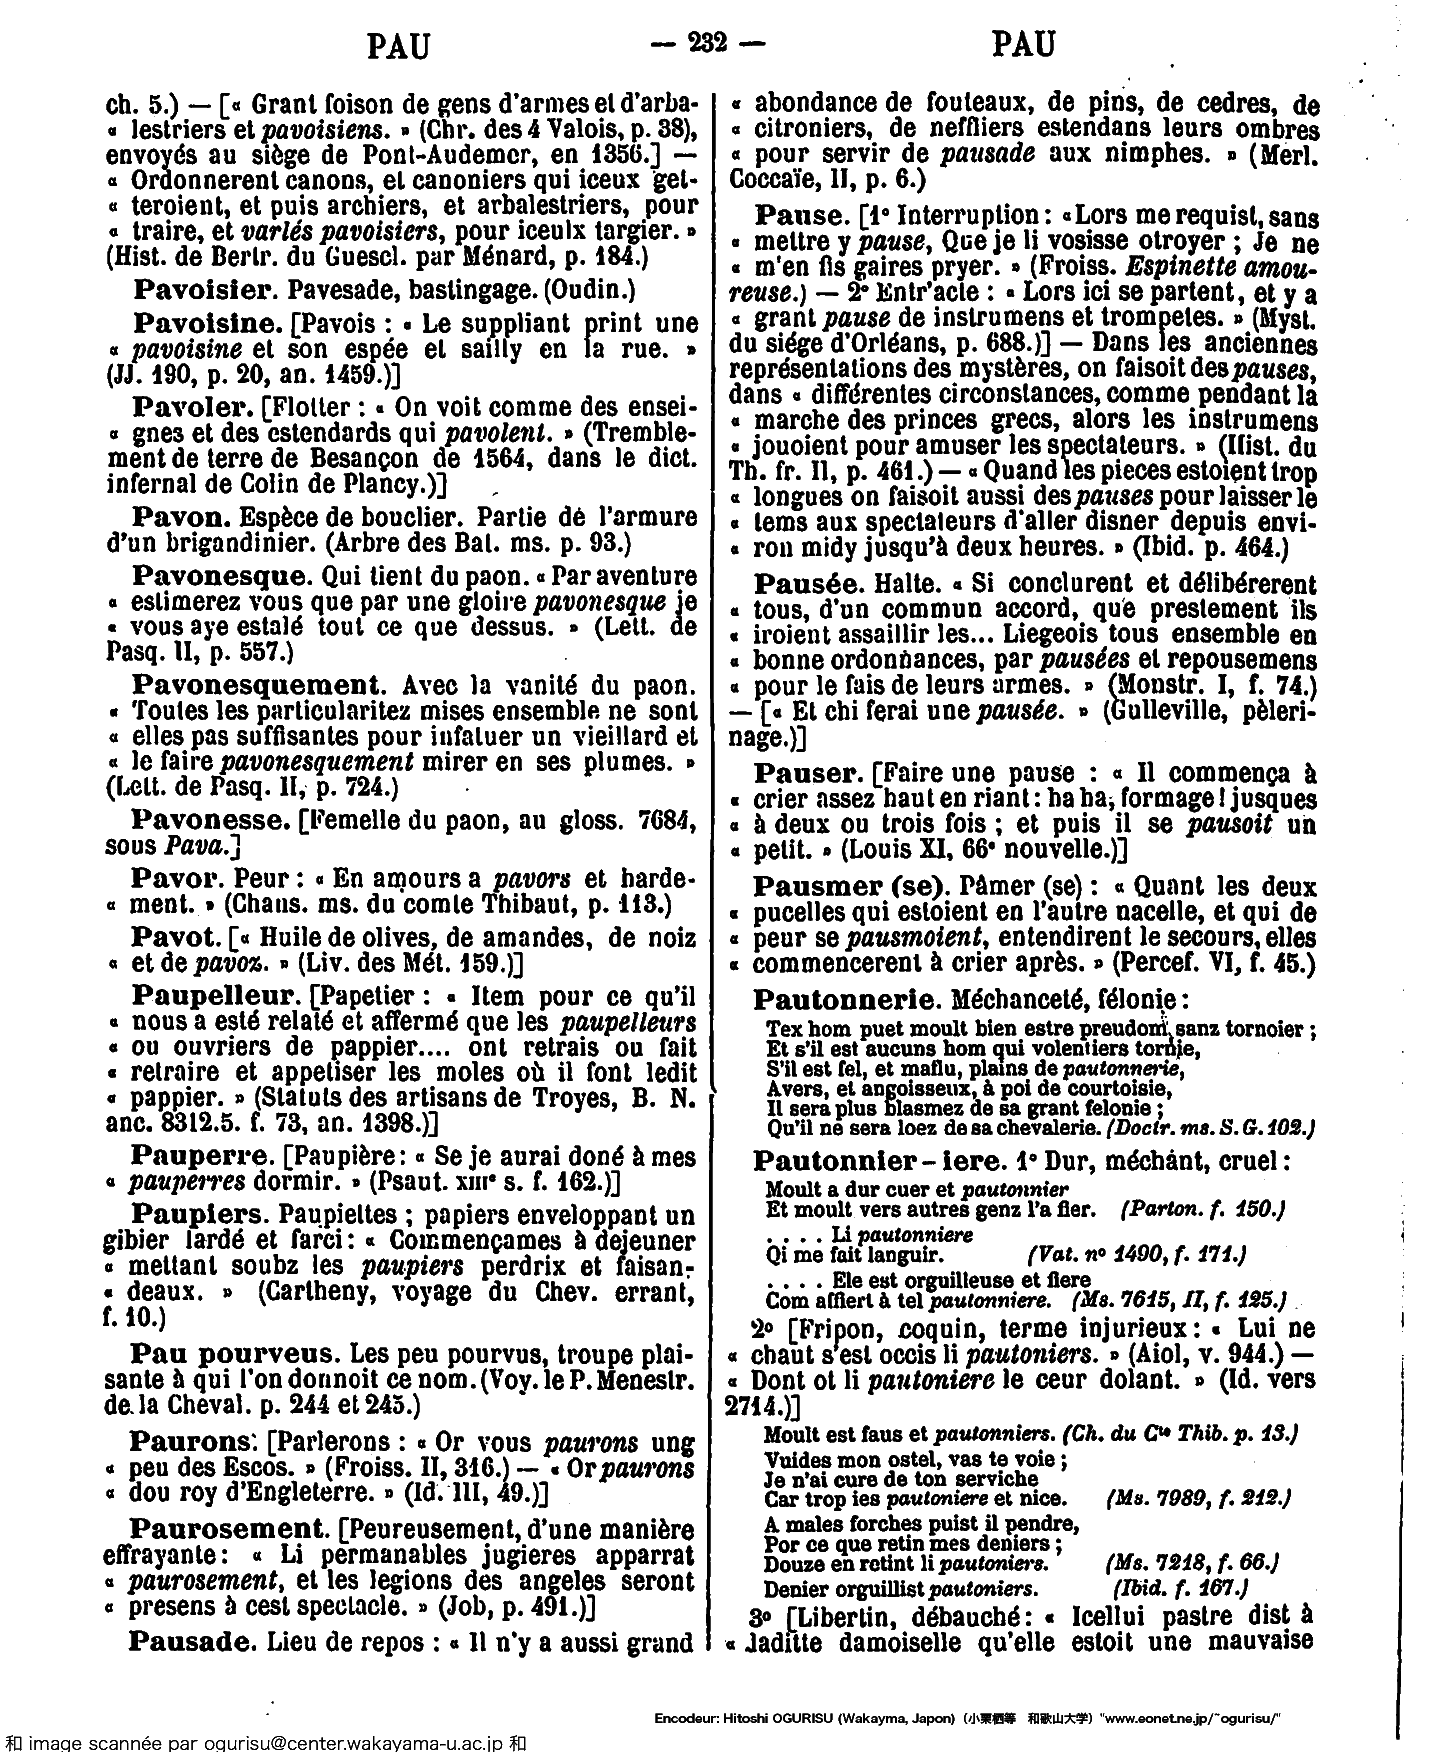 PAU — 232 — PAU
ch. 5.) — [« Grant foison de gens d'armes et d'arba-
« lestriers et pavoisiens. » (Chr. des 4 Valois, p. 38),
envoyés au siège de Pont-Audemer, en 1356.] —
« Ordonnerent canons, et canoniers qui iceux get-
« teroient, et puis archiers, et arbalestriers, pour
« traire, et varlés pavoisiers, pour iceulx targier. »
(Hist. de Bertr. du Guescl. par Ménard, p. 184.)
Pavoisier. Pavesade, bastingage. (Oudin.)
Pavoisine. [Pavois : « Le suppliant print une
« pavoisine et son espée et sailly en la rue. »
(JJ. 190, p. 20, an. 1459.)]
Pavoler. [Flotter : « On voit comme des ensei-
« gnes et des estendards qui pavolent. » (Tremble-
ment de terre de Besançon de 1564, dans le dict.
infernal de Colin de Plancy.)]
Pavon. Espèce de bouclier. Partie de l'armure
d'un brigandinier. (Arbre des Bat. ms. p. 93.)
Pavonesque. Qui tient du paon. « Par aventure
« estimerez vous que par une gloire pavonesque je
« vous aye estalé tout ce que dessus. » (Lett. de
Pasq. II, p. 557.)
Pavonesquement. Avec la vanité du paon.
« Toutes les particularitez mises ensemble ne sont
« elles pas suffisantes pour infatuer un vieillard et
« le faire pavonesquement mirer en ses plumes. »
(Lett. de Pasq. II, p. 724.)
Pavonesse. [Femelle du paon, au gloss. 7684,
sous Pava.]
Pavor. Peur : « En amours a pavors et harde-
« ment. » (Chans. ms. du comte Thibaut, p. 113.)
Pavot. [« Huile de olives, de amandes, de noiz
« et de pavoz. » (Liv. des Mét. 159.)]
Paupelleur. [Papetier : « Item pour ce qu'il
« nous a esté relaté et affermé que les paupelleurs
« ou ouvriers de pappier.... ont retrais ou fait
« retraire et appetiser les moles où il font ledit
« pappier. » (Statuts des artisans de Troyes, B. N.
anc. 8312.5. f. 73, an. 1398.)]
Pauperre. [Paupière : « Se je aurai doné à mes
« pauperres dormir. » (Psaut. XIIIe s. f. 162.)]
Paupiers. Paupiettes ; papiers enveloppant un
gibier lardé et farci : « Commençames à dejeuner
« mettant soubz les paupiers perdrix et faisan-
« deaux. » (Cartheny, voyage du Chev. errant,
f. 10.)
Pau pourveus. Les peu pourvus, troupe plai-
sante à qui l'on donnoit ce nom. (Voy. le P. Menestr.
de la Cheval. p. 244 et 245.)
Paurons. [Parlerons : « Or vous paurons ung
« peu des Escos. » (Froiss. II, 316.) — « Or paurons
« dou roy d'Engleterre. » (Id. III, 49.)]
Paurosement. [Peureusement, d'une manière
effrayante : « Li permanables jugieres apparrat
« paurosement, et les legions des angeles seront
« presens à cest spectacle. » (Job, p. 491.)]
Pausade. Lieu de repos : « Il n'y a aussi grand
« abondance de fouteaux, de pins, de cedres, de
« citroniers, de neffliers estendans leurs ombres
« pour servir de pausade aux nimphes. » (Merl.
Coccaïe, II, p. 6.)
Pause. [1° Interruption : « Lors me requist, sans
« mettre y pause, Que je li vosisse otroyer ; Je ne
« m'en fis gaires pryer. » (Froiss. Espinette amou-
reuse.) — 2° Entr'acte : « Lors ici se partent, et y a
« grant pause de instrumens et trompetes. » (Myst.
du siége d'Orléans, p. 688.)] — Dans les anciennes
représentations des mystères, on faisoit des pauses,
dans « différentes circonstances, comme pendant la
« marche des princes grecs, alors les instrumens
« jouoient pour amuser les spectateurs. » (Hist. du
Th. fr. II, p. 461.) — « Quand les pieces estoient trop
« longues on faisoit aussi des pauses pour laisser le
« tems aux spectateurs d'aller disner depuis envi-
« ron midy jusqu'à deux heures. » (Ibid. p. 464.)
Pausée. Halte. « Si conclurent et délibérerent
« tous, d'un commun accord, que prestement ils
« iroient assaillir les... Liegeois tous ensemble en
« bonne ordonnances, par pausées et repousemens
« pour le fais de leurs armes. » (Monstr. I, f. 74.)
— [« Et chi ferai une pausée. » (Gulleville, pèleri-
nage.)]
Pauser. [Faire une pause : « Il commença à
« crier assez haut en riant : ha ha, formage ! jusques
« à deux ou trois fois ; et puis il se pausoit un
« petit. » (Louis XI, 66e nouvelle.)]
Pausmer (se). Pâmer (se) : « Quant les deux
« pucelles qui estoient en l'autre nacelle, et qui de
« peur se pausmoient, entendirent le secours, elles
« commencerent à crier après. » (Percef. VI, f. 45.)
Pautonnerie. Méchanceté, félonie :
Tex hom puet moult bien estre preudom sanz tornoier ;
Et s'il est aucuns hom qui volentiers tornie,
S'il est fel, et maflu, plains de pautonnerie,
Avers, et angoisseux, à poi de courtoisie,
Il sera plus blasmez de sa grant felonie ;
Qu'il ne sera loez de sa chevalerie. (Doctr. ms. S. G. 102.)
Pautonnier - iere. 1° Dur, méchant, cruel :
Moult a dur cuer et pautonnier
Et moult vers autres genz l'a fier. (Parton. f. 150.)
. . . . Li pautonniere
Qi me fait languir. (Vat. n° 1490, f. 171.)
. . . . Ele est orguilleuse et fiere
Com affiert à tel pautonniere. (Ms. 7615, II, f. 125.)
2° [Fripon, coquin, terme injurieux : « Lui ne
« chaut s'est occis li pautoniers. » (Aiol, v. 944.) —
« Dont ot li pautoniere le ceur dolant. » (Id. vers
2714.)]
Moult est faus et pautonniers. (Ch. du Cte Thib. p. 13.)
Vuides mon ostel, vas te voie ;
Je n'ai cure de ton serviche
Car trop ies pautoniere et nice. (Ms. 7989, f. 212.)
A males forches puist il pendre,
Por ce que retin mes deniers ;
Douze en retint li pautoniers. (Ms. 7218, f. 66.)
Denier orguillist pautoniers. (Ibid. f. 167.)
3° [Libertin, débauché : « Icellui pastre dist à
« laditte damoiselle qu'elle estoit une mauvaise
Encodeur: Hitoshi OGURISU (Wakayma, Japon) (小栗栖等 和歌山大学) "www.eonet.ne.jp/~ogurisu/"
和 image scannée par ogurisu@center.wakayama-u.ac.jp 和